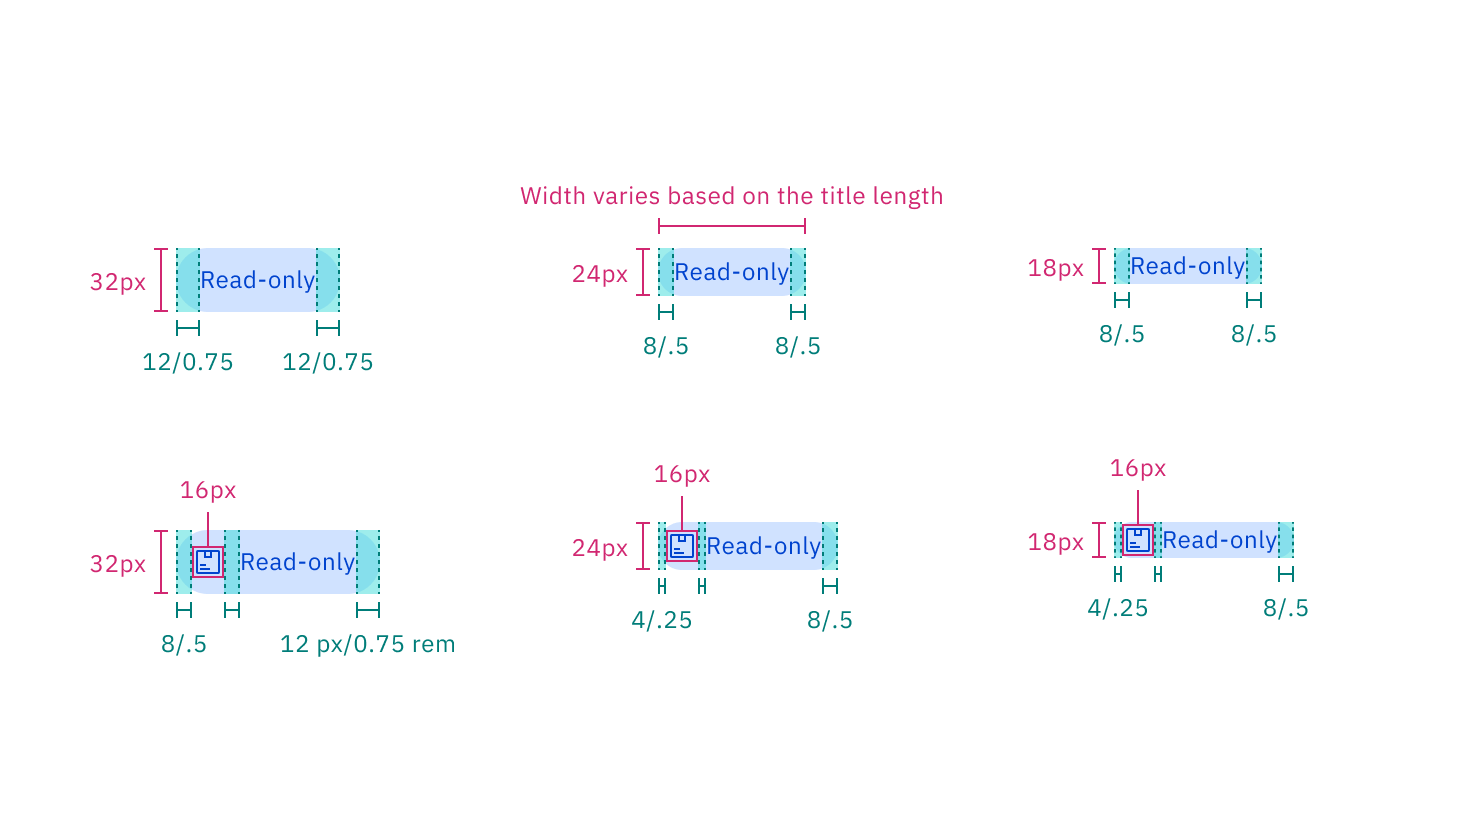 Width varies based on the title length
32px
Read-only
12/0.75
12/0.75
24px
Read-only
8/.5
8/.5
18px
Read-only
8/.5
8/.5
16px
32px
Read-only
8/.5
12 px/0.75 rem
16px
24px
Read-only
4/.25
8/.5
16px
18px
Read-only
4/.25
8/.5